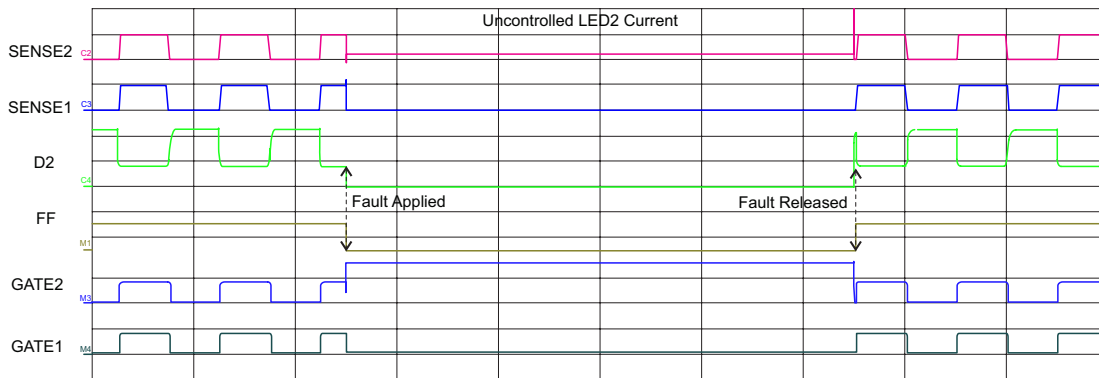 Uncontrolled LED2 Current
SENSE2 C2
SENSE1 C3
D2
C4
Fault Applied
Fault Released
FF
M1
GATE2 M3
GATE1 M4